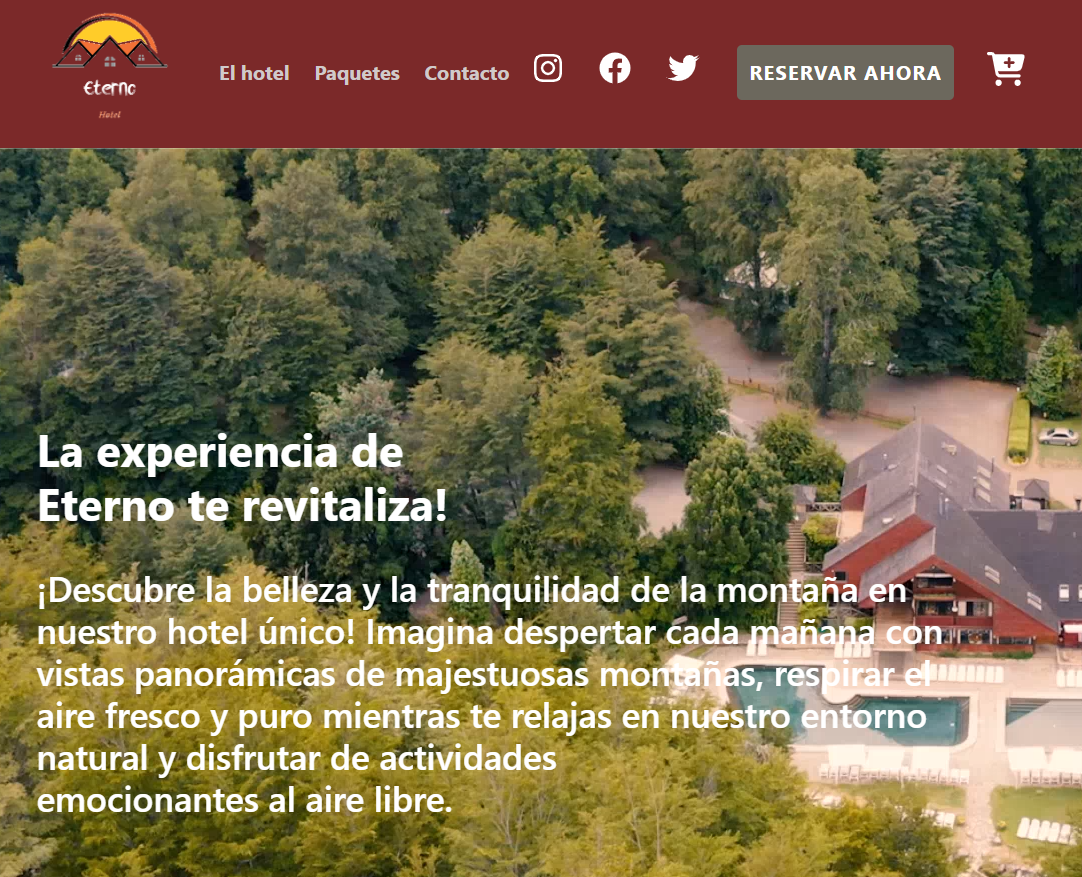 Eterno
Hotel
El hotel
Paquetes
Contacto
RESERVAR AHORA
La experiencia de
Eterno te revitaliza!
¡Descubre la belleza y la tranquilidad de la montaña en
nuestro hotel único! Imagina despertar cada mañana con
vistas panorámicas de majestuosas montañas, respirar el
aire fresco y puro mientras te relajas en nuestro entorno
natural y disfrutar de actividades
emocionantes al aire libre.